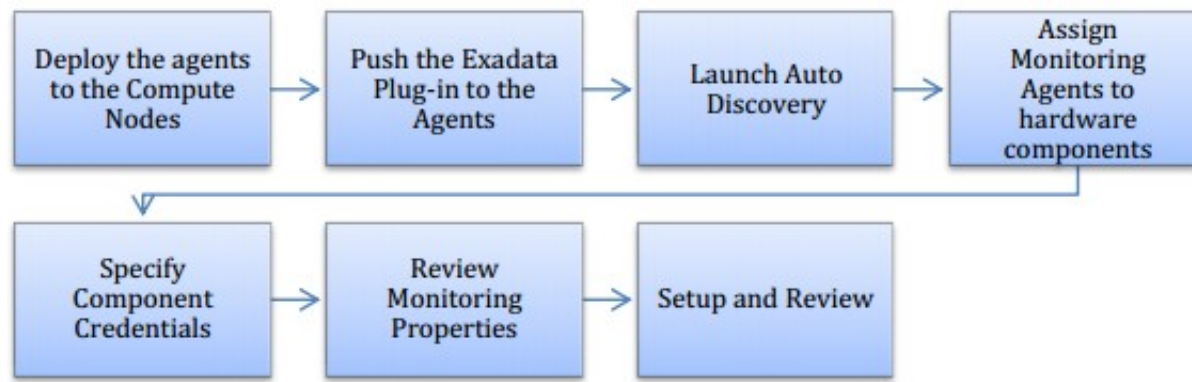 Deploy the agents
to the Compute
Nodes
Push the Exadata
Plug-in to the
Agents
Launch Auto
Discovery
Assign
Monitoring
Agents to
hardware
components
Specify
Component
Credentials
Review
Monitoring
Properties
Setup and Review